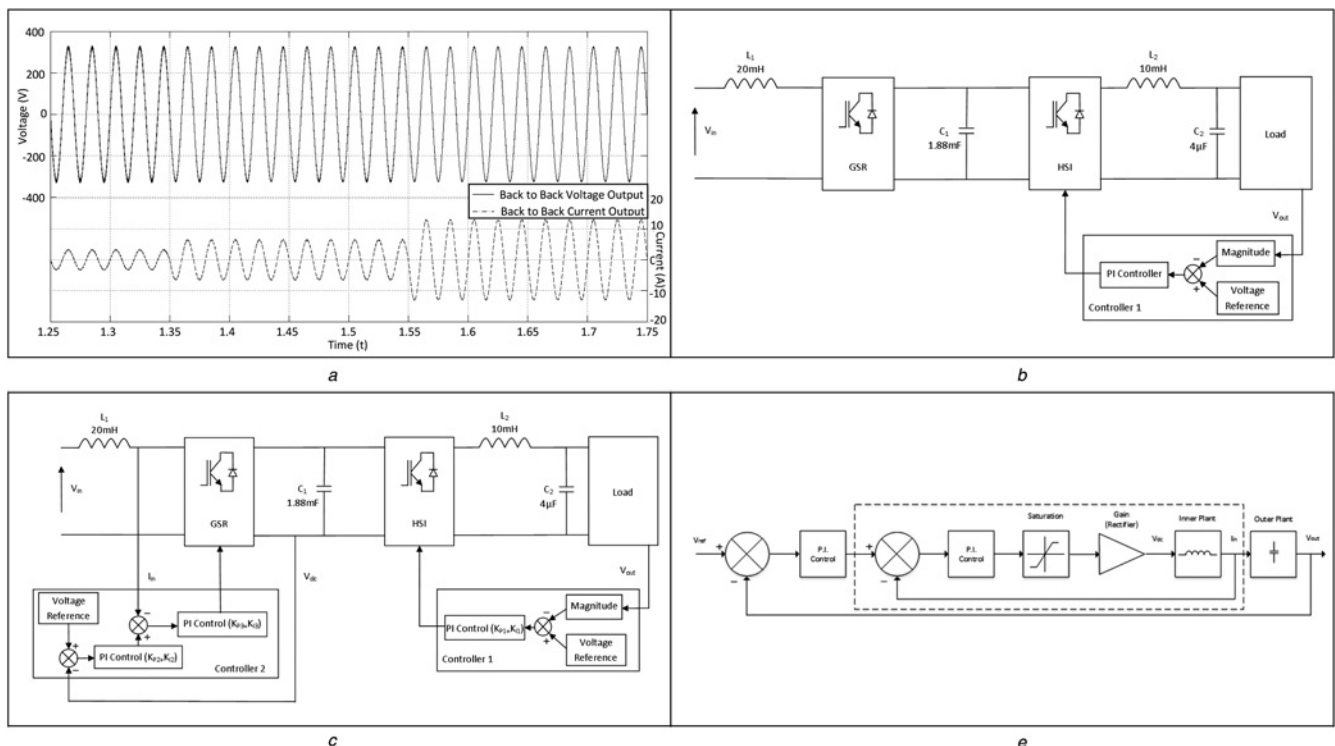 400
200
0
-200
-400
Voltage (V)
Back to Back Voltage Output
Back to Back Current Output
20
10
0
-10
-20
Current (A)
1.25
1.3
1.35
1.4
1.45
1.5
1.55
1.6
1.65
1.7
1.75
Time (t)
a
L₁
20mH
Vin
GSR
C₁
1.88mF
HSI
L₂
10mH
C₂
4µF
Load
Vout
PI Controller
−
+
Magnitude
Voltage
Reference
Controller 1
b
L₁
20mH
Vin
GSR
C₁
1.88mF
HSI
L₂
10mH
C₂
4µF
Load
Iin
Vdc
Vout
Voltage
Reference
−
+
PI Control (KP3,KI3)
+
−
PI Control (KP2,KI2)
Controller 2
PI Control (KP1,KI1)
−
+
Magnitude
Voltage
Reference
Controller 1
c
Vref
+
−
P.I.
Control
+
−
P.I.
Control
Saturation
Gain
(Rectifier)
Vdc
Inner Plant
Iin
Outer Plant
Vout
e